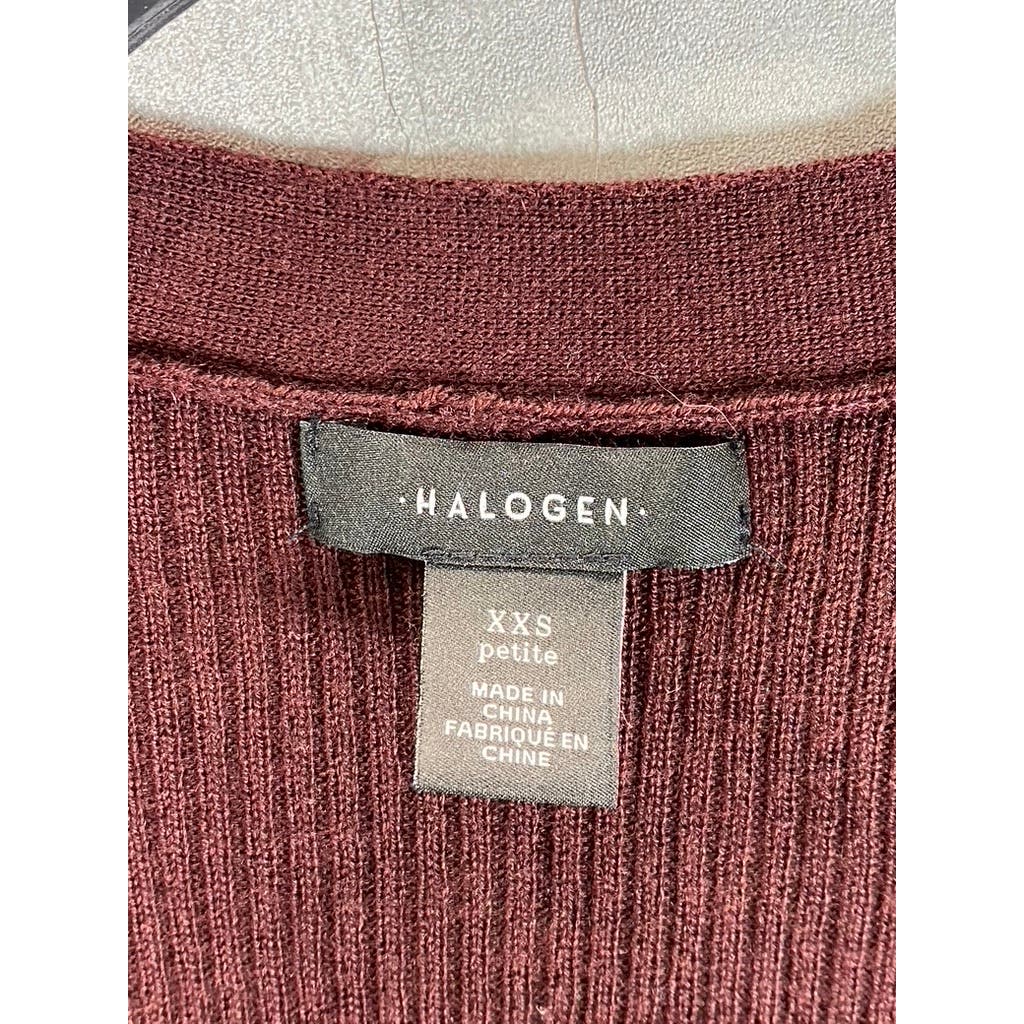 ·HALOGEN·
XXS
petite
MADE IN
CHINA
FABRIQUÉ EN
CHINE